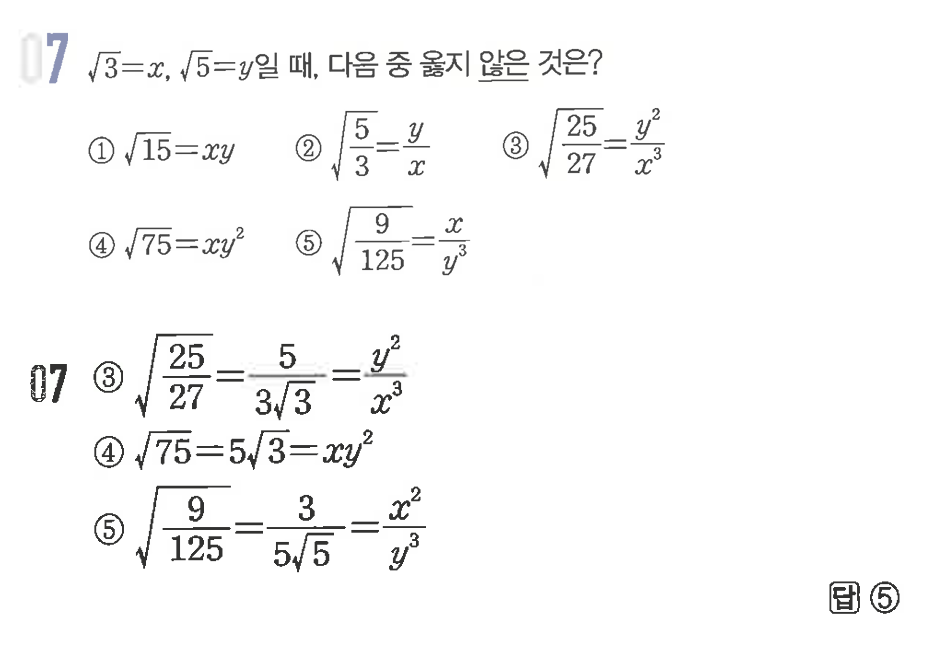 07 √3=x, √5=y일 때, 다음 중 옳지 않은 것은?
① √15=xy ② √(5/3)=y/x ③ √(25/27)=y²/x³
④ √75=xy² ⑤ √(9/125)=x/y³
07 ③ √(25/27)=5/(3√3)=y²/x³
④ √75=5√3=xy²
⑤ √(9/125)=3/(5√5)=x²/y³
답 ⑤